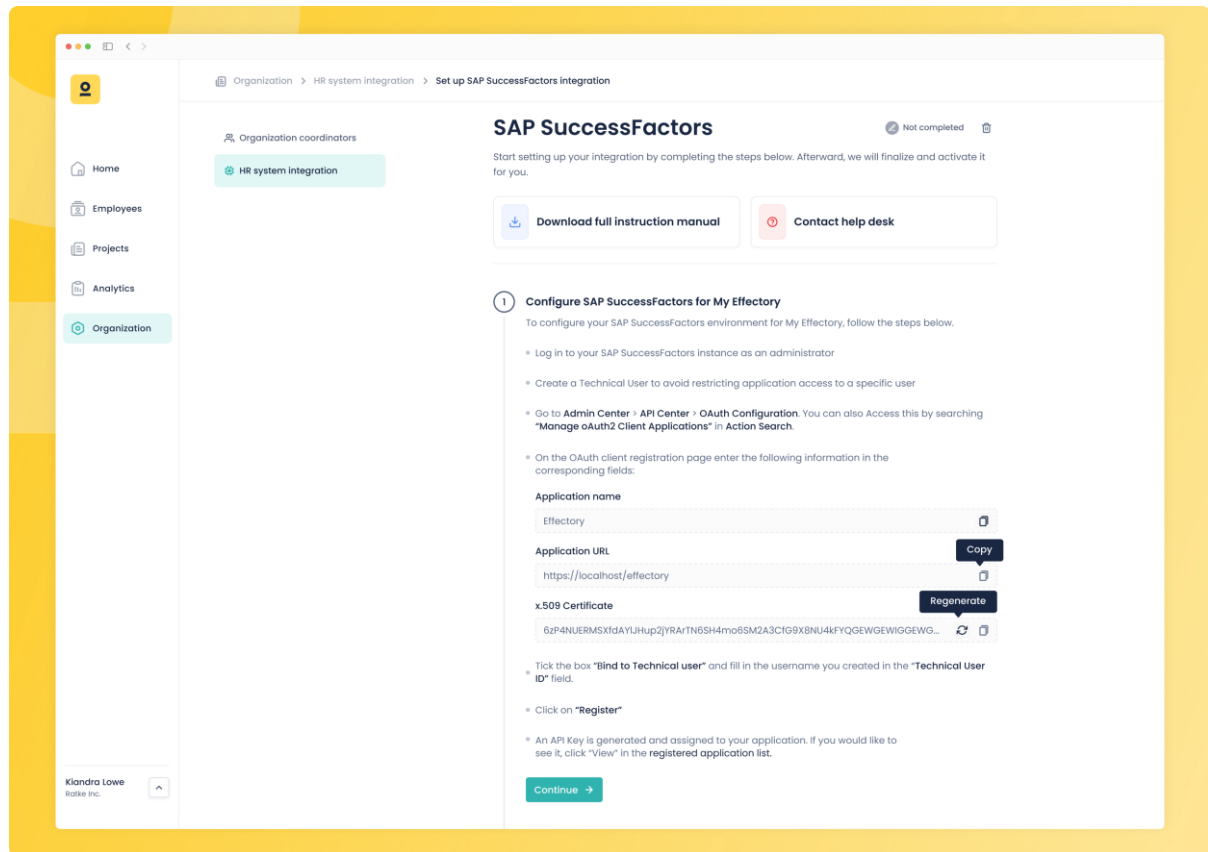 Organization > HR system integration > Set up SAP SuccessFactors integration
Home
Employees
Projects
Analytics
Organization
Kiandra Lowe
Ratke Inc.
Organization coordinators
HR system integration
SAP SuccessFactors
Not completed
Start setting up your integration by completing the steps below. Afterward, we will finalize and activate it
for you.
Download full instruction manual
Contact help desk
1 Configure SAP SuccessFactors for My Effectory
To configure your SAP SuccessFactors environment for My Effectory, follow the steps below.
Log in to your SAP SuccessFactors instance as an administrator
Create a Technical User to avoid restricting application access to a specific user
Go to Admin Center > API Center > OAuth Configuration. You can also Access this by searching
“Manage oAuth2 Client Applications” in Action Search.
On the OAuth client registration page enter the following information in the
corresponding fields:
Application name
Effectory
Application URL
Copy
https://localhost/effectory
x.509 Certificate
Regenerate
6zP4NUERMSXfdAYlJHup2jYRArTN6SH4mo6SM2A3CfG9X8NU4kFYQGEWGEWIGGEWG...
Tick the box “Bind to Technical user” and fill in the username you created in the “Technical User
ID” field.
Click on “Register”
An API Key is generated and assigned to your application. If you would like to
see it, click “View” in the registered application list.
Continue →